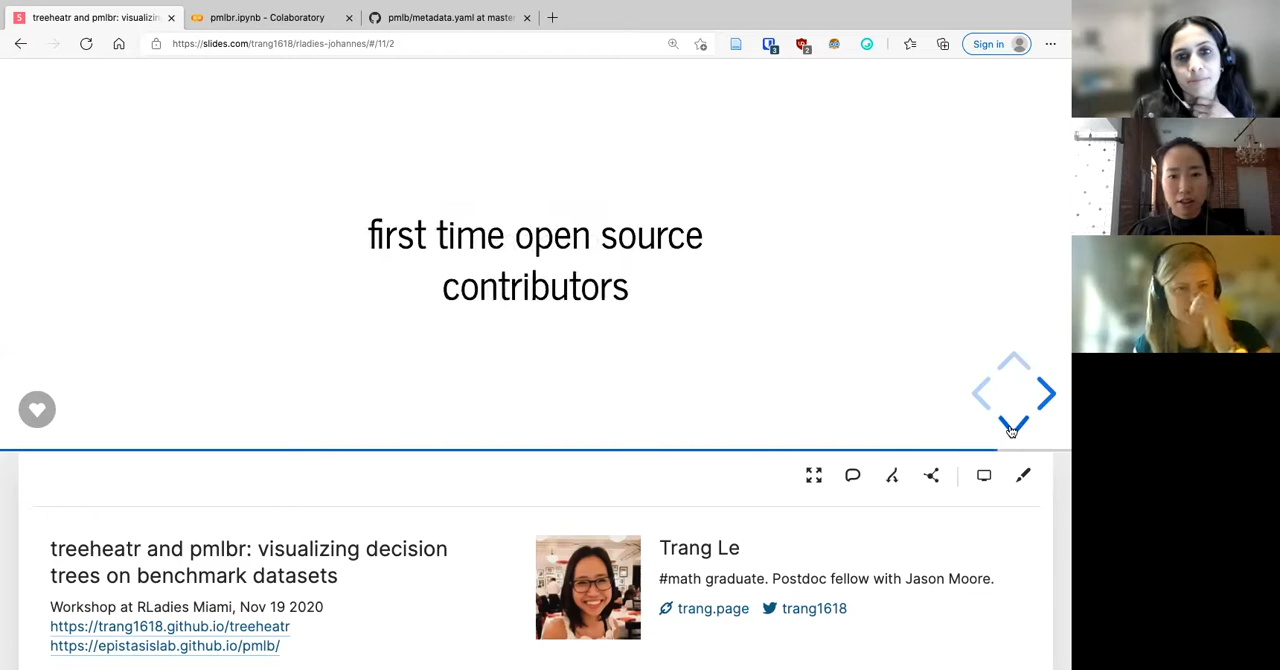 treeheatr and pmlbr: visualizin
pmlbr.ipynb - Colaboratory
pmlb/metadata.yaml at master
https://slides.com/trang1618/rladies-johannes/#/11/2
3
2
Sign in
first time open source
contributors
treeheatr and pmlbr: visualizing decision
trees on benchmark datasets
Workshop at RLadies Miami, Nov 19 2020
https://trang1618.github.io/treeheatr
https://epistasislab.github.io/pmlb/
Trang Le
#math graduate. Postdoc fellow with Jason Moore.
trang.page trang1618